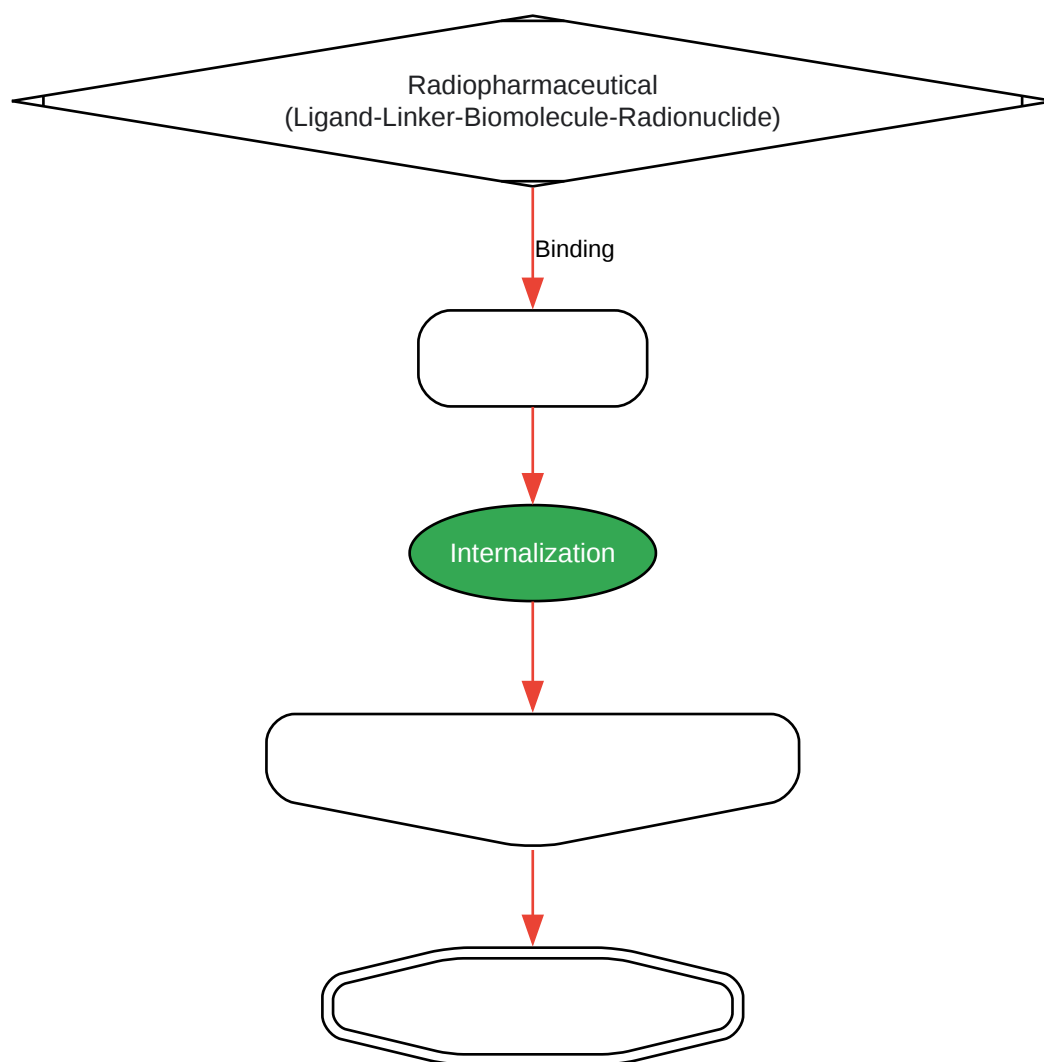 Radiopharmaceutical
(Ligand-Linker-Biomolecule-Radionuclide)
Binding
Internalization